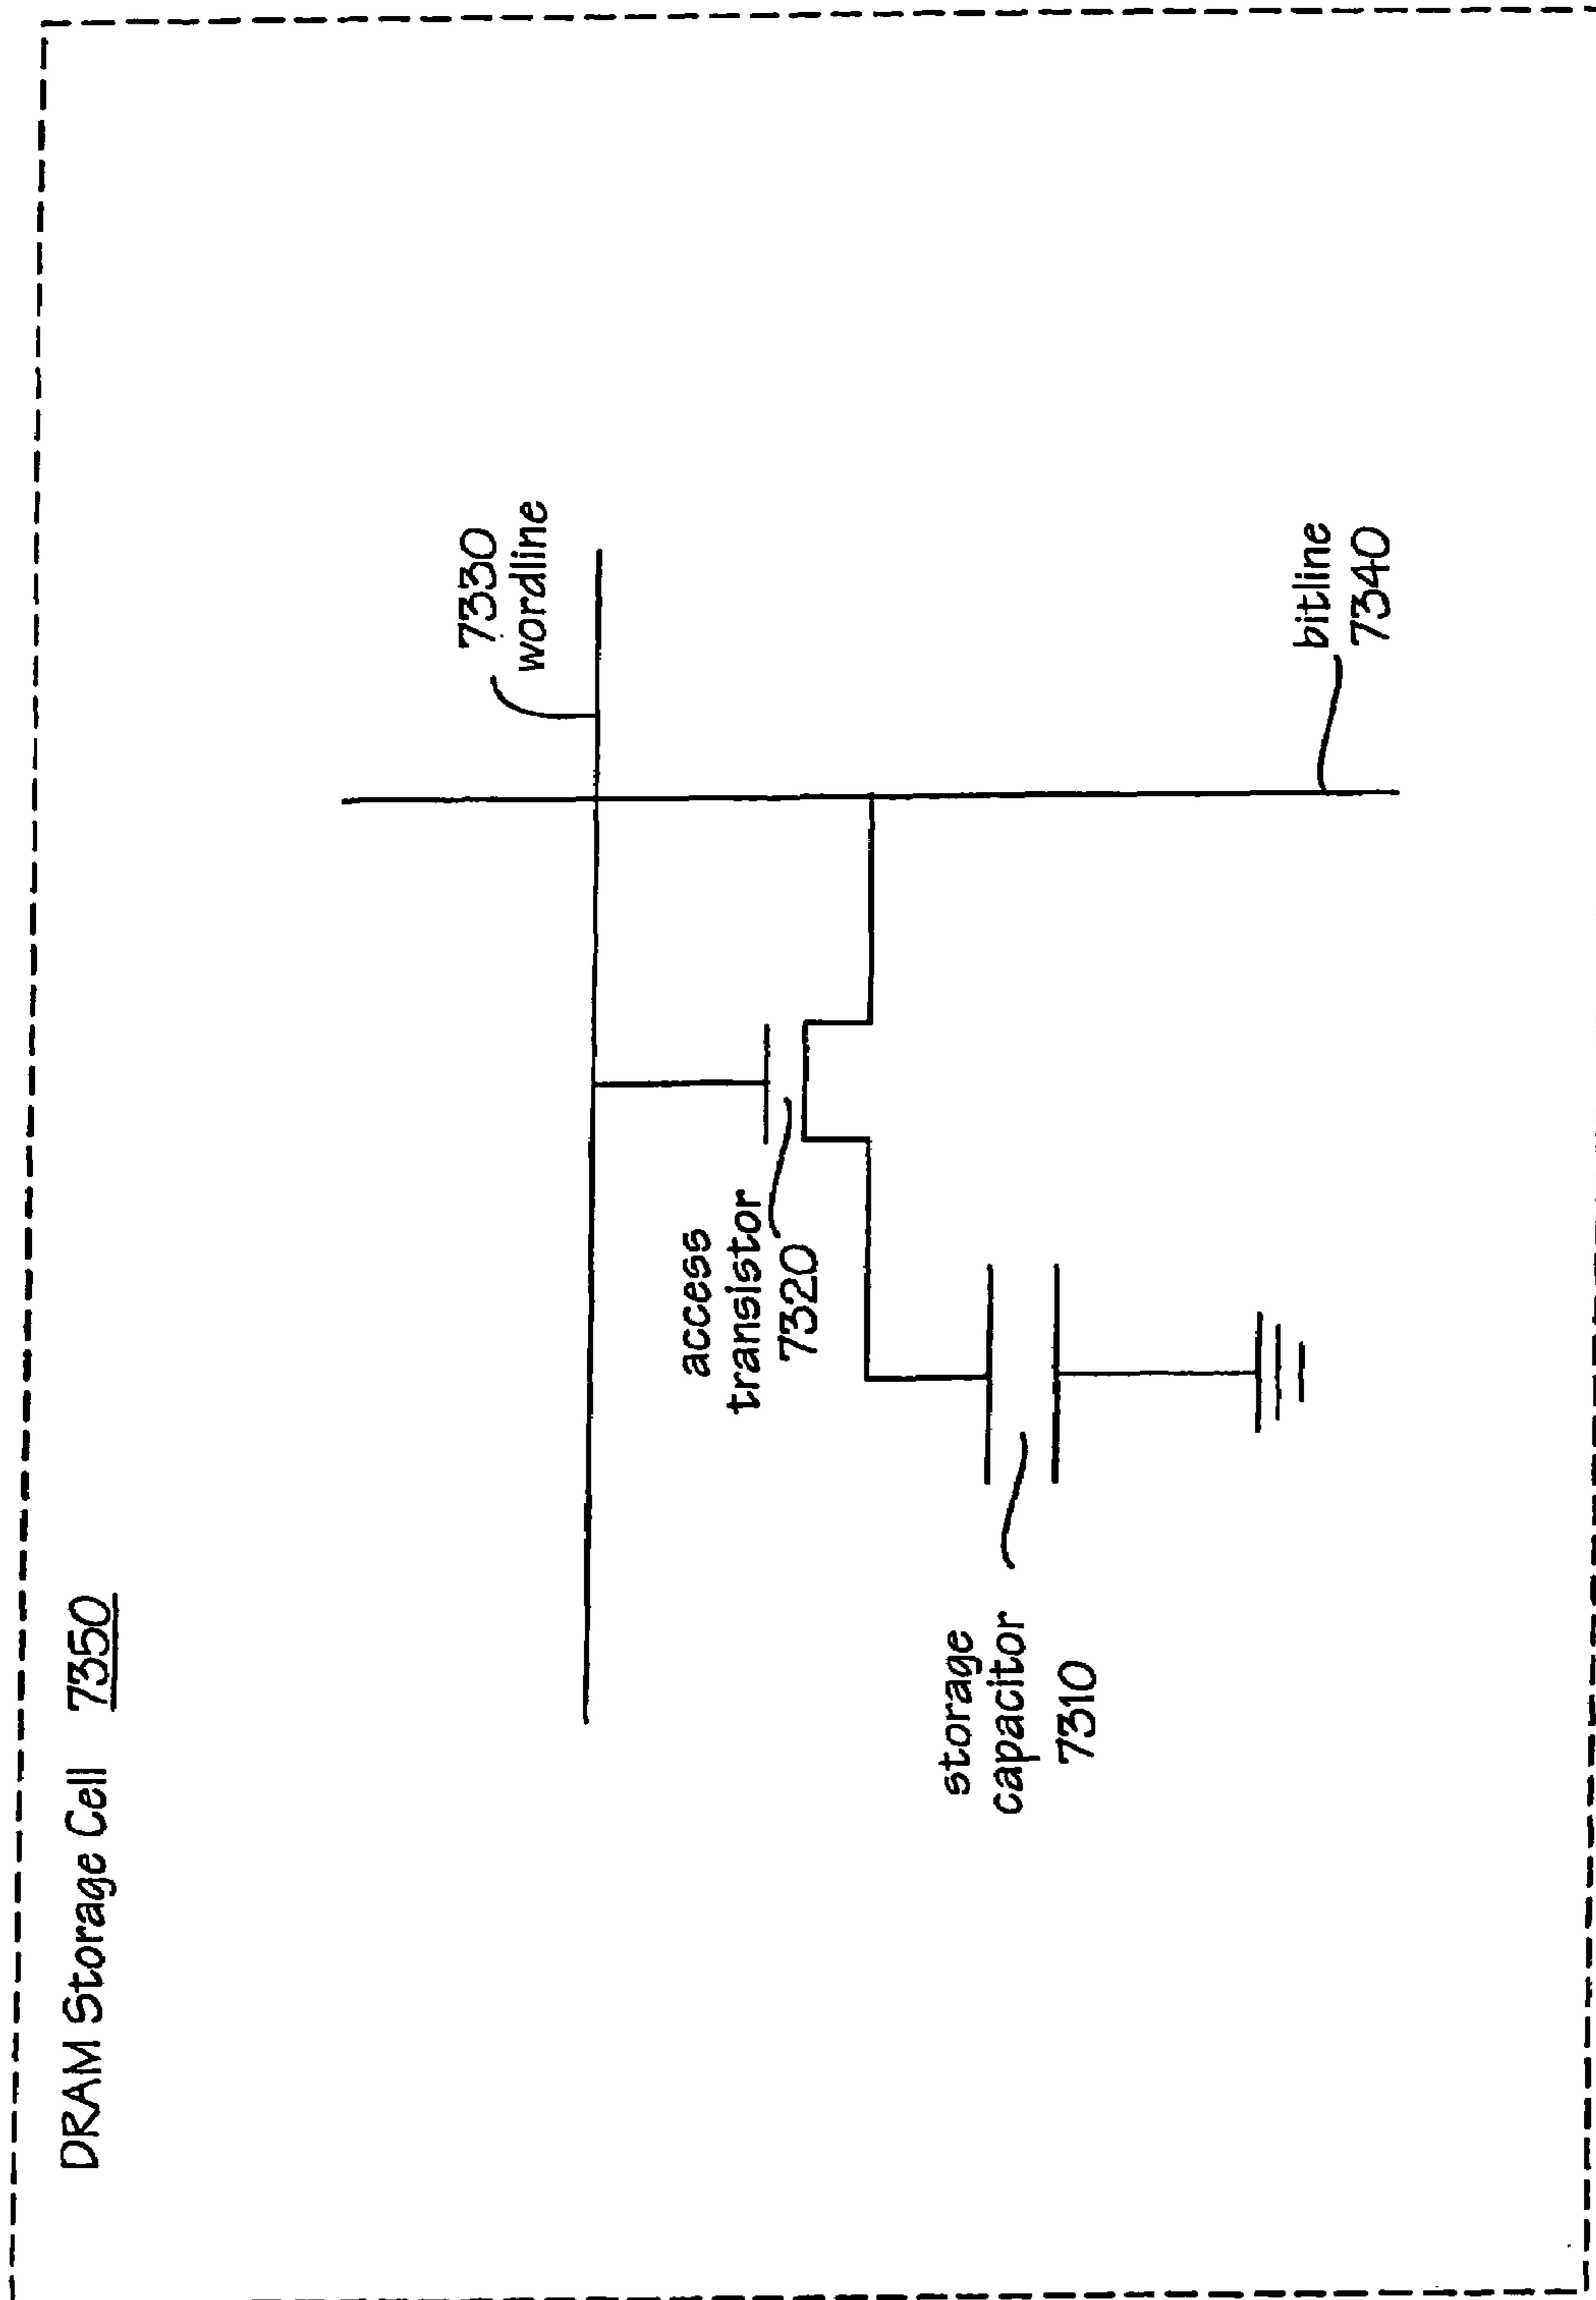 DRAM Storage Cell 7350
7330
wordline
access
transistor
7320
storage
capacitor
7310
bitline
7340